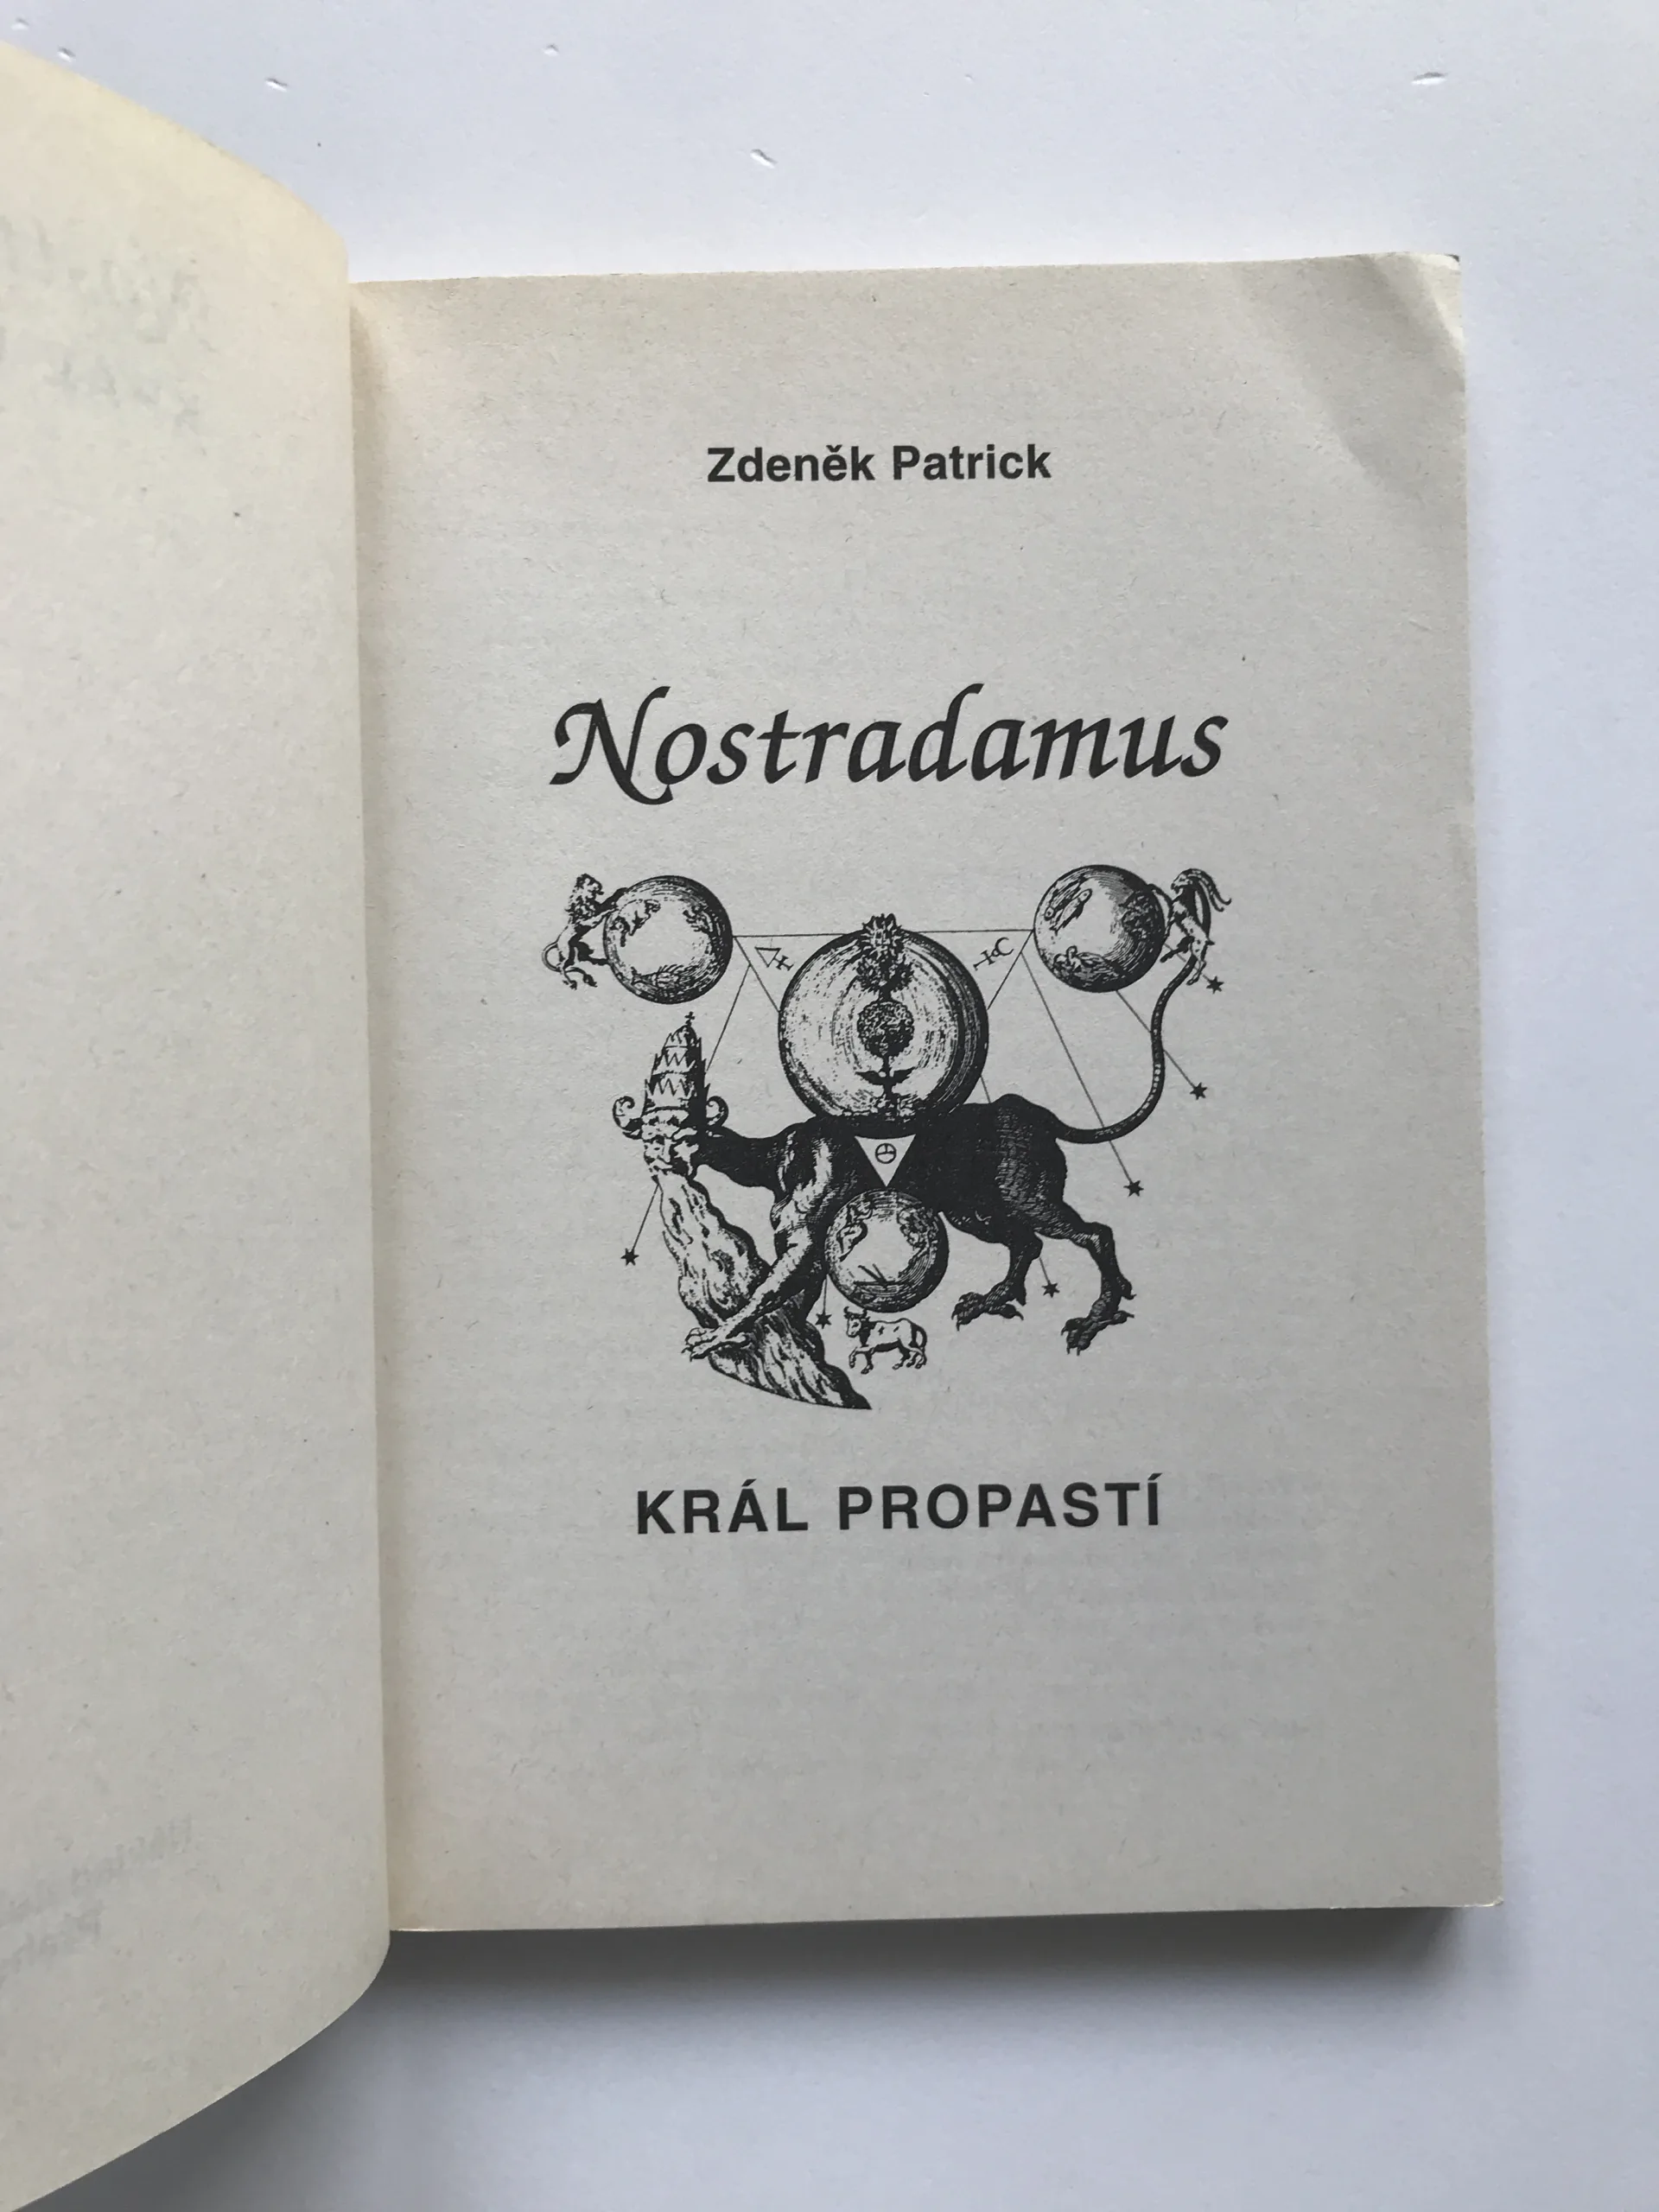 Zdeněk Patrick
Nostradamus
KRÁL PROPASTÍ